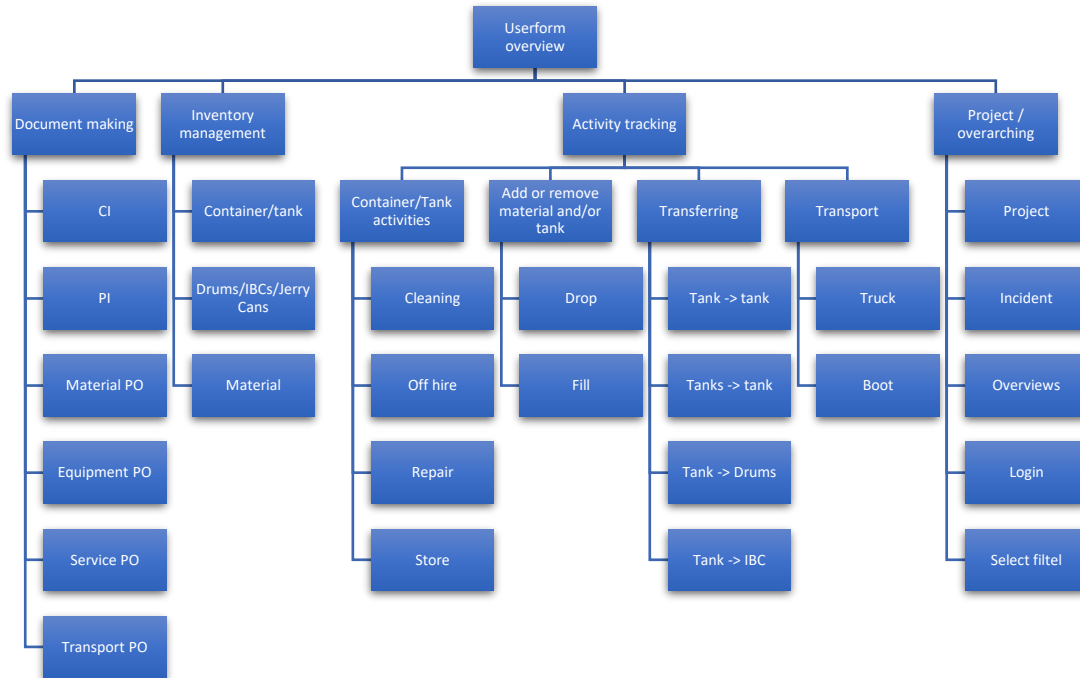 Userform
overview
Document making
Inventory
management
Activity tracking
Project /
overarching
CI
PI
Material PO
Equipment PO
Service PO
Transport PO
Container/tank
Drums/IBCs/Jerry
Cans
Material
Container/Tank
activities
Cleaning
Off hire
Repair
Store
Add or remove
material and/or
tank
Drop
Fill
Transferring
Tank -> tank
Tanks -> tank
Tank -> Drums
Tank -> IBC
Transport
Truck
Boot
Project
Incident
Overviews
Login
Select filtel